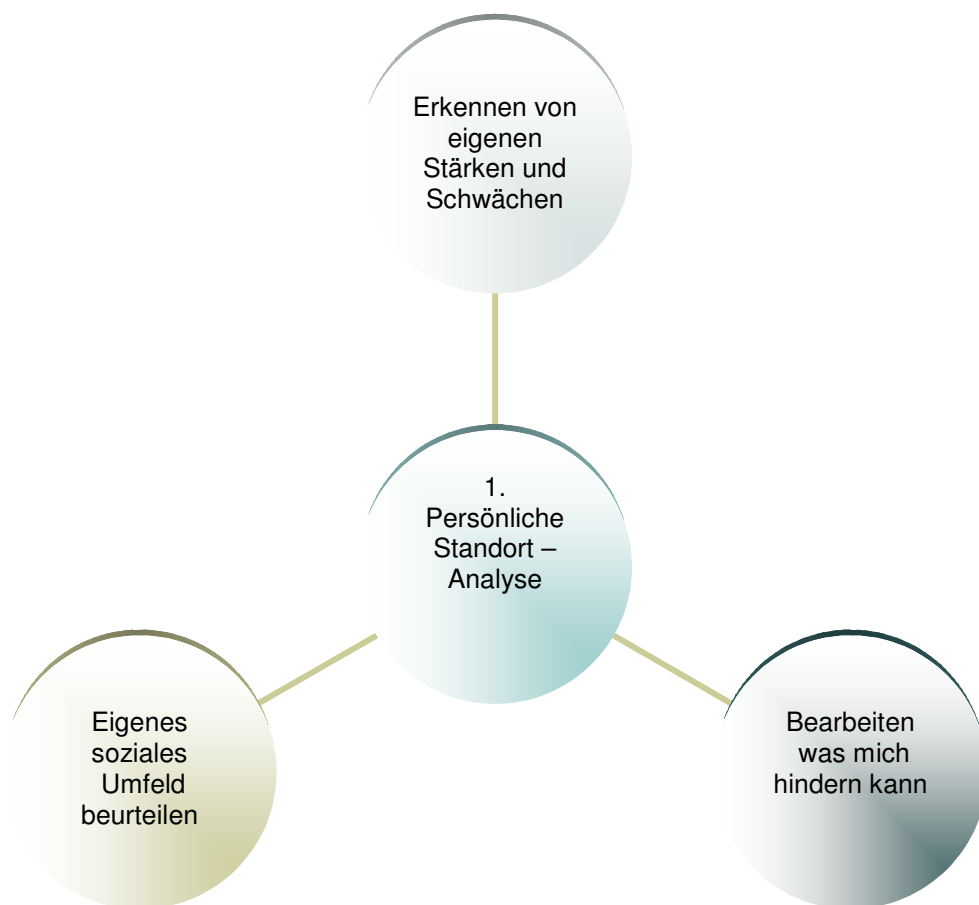 Erkennen von
eigenen
Stärken und
Schwächen
1.
Persönliche
Standort –
Analyse
Eigenes
soziales
Umfeld
beurteilen
Bearbeiten
was mich
hindern kann